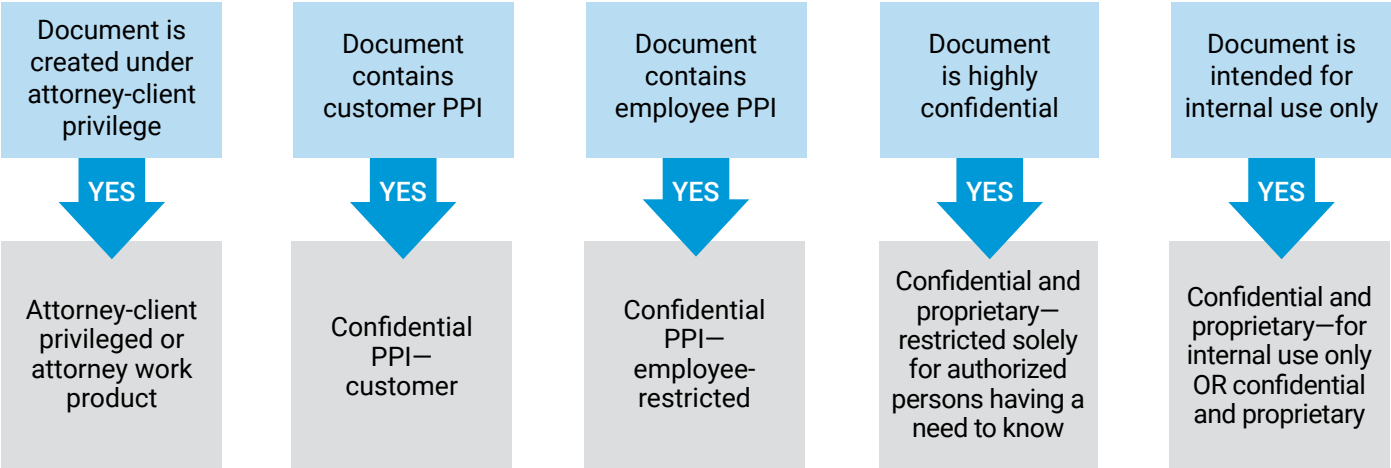 Document is
created under
attorney-client
privilege
YES
Attorney-client
privileged or
attorney work
product
Document
contains
customer PPI
YES
Confidential
PPI—
customer
Document
contains
employee PPI
YES
Confidential
PPI—
employee-
restricted
Document
is highly
confidential
YES
Confidential and
proprietary—
restricted solely
for authorized
persons having a
need to know
Document is
intended for
internal use only
YES
Confidential and
proprietary—for
internal use only
OR confidential
and proprietary